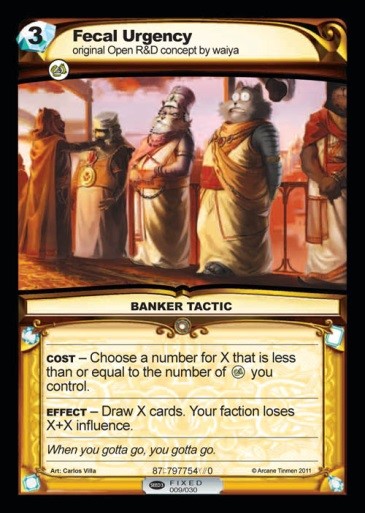 3
Fecal Urgency
original Open R&D concept by waiya
BANKER TACTIC
COST – Choose a number for X that is less
than or equal to the number of you
control.
EFFECT – Draw X cards. Your faction loses
X+X influence.
When you gotta go, you gotta go.
Art: Carlos Villa
© Arcane Tinmen 2011
FIXED
009/030